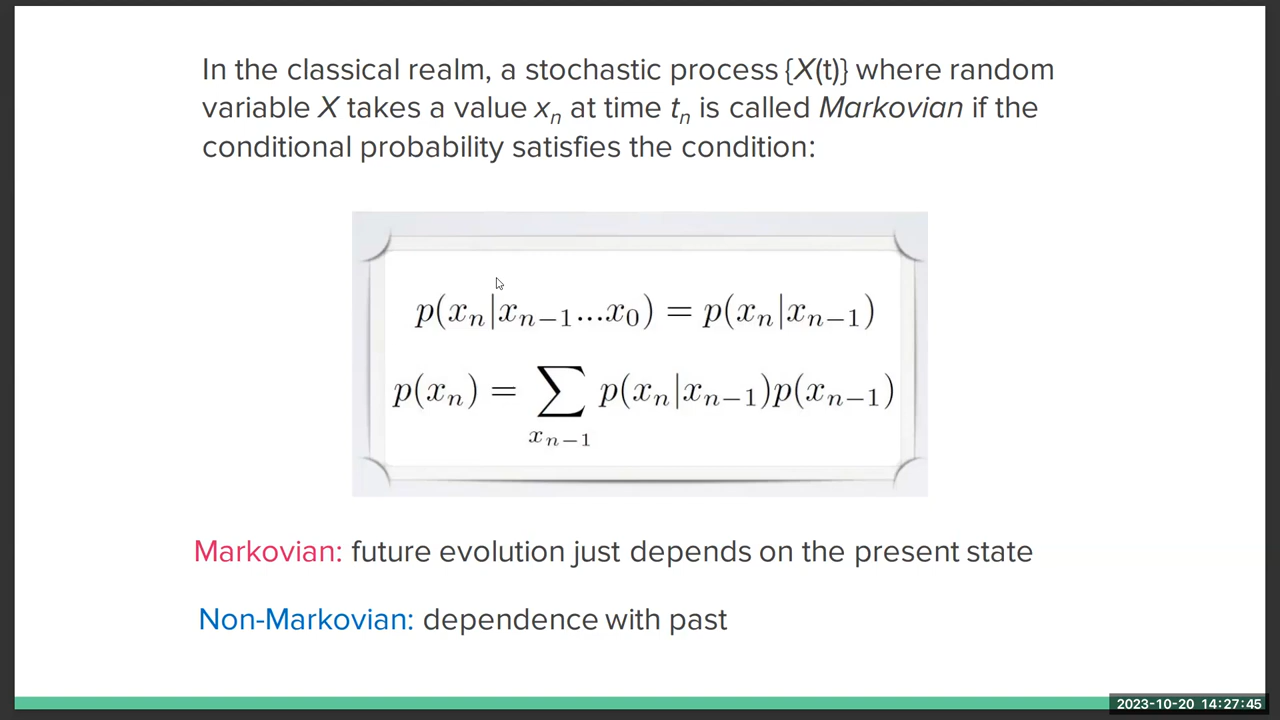 In the classical realm, a stochastic process {X(t)} where random
variable X takes a value xₙ at time tₙ is called Markovian if the
conditional probability satisfies the condition:
p(xₙ|xₙ₋₁...x₀) = p(xₙ|xₙ₋₁)
p(xₙ) = ∑ p(xₙ|xₙ₋₁)p(xₙ₋₁)
xₙ₋₁
Markovian: future evolution just depends on the present state
Non-Markovian: dependence with past
2023-10-20 14:27:45